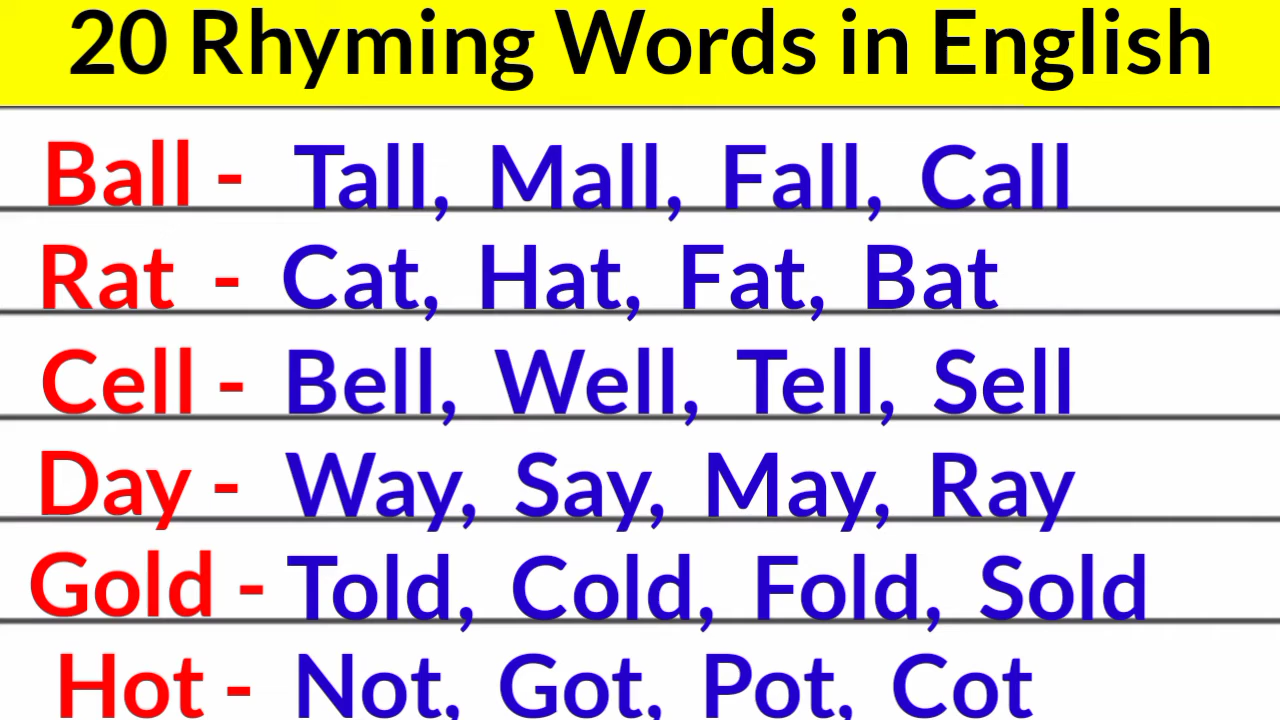 20 Rhyming Words in English
Ball - Tall, Mall, Fall, Call
Rat - Cat, Hat, Fat, Bat
Cell - Bell, Well, Tell, Sell
Day - Way, Say, May, Ray
Gold - Told, Cold, Fold, Sold
Hot - Not, Got, Pot, Cot